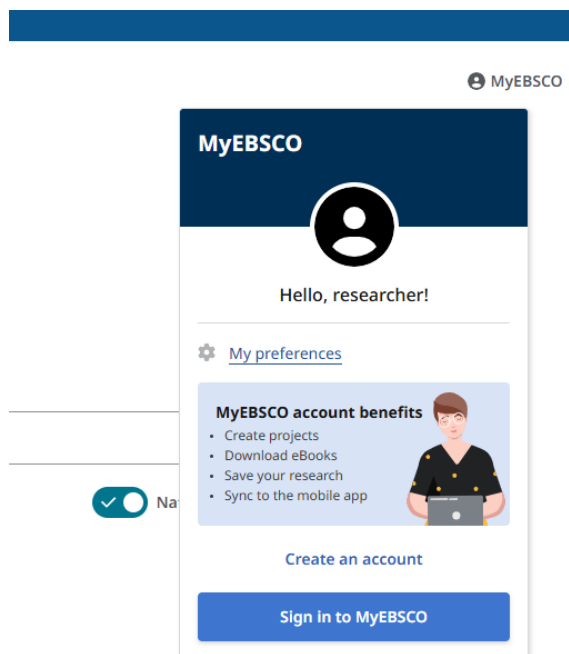 MyEBSCO
MyEBSCO
Hello, researcher!
My preferences
MyEBSCO account benefits
• Create projects
• Download eBooks
• Save your research
• Sync to the mobile app
Create an account
Sign in to MyEBSCO